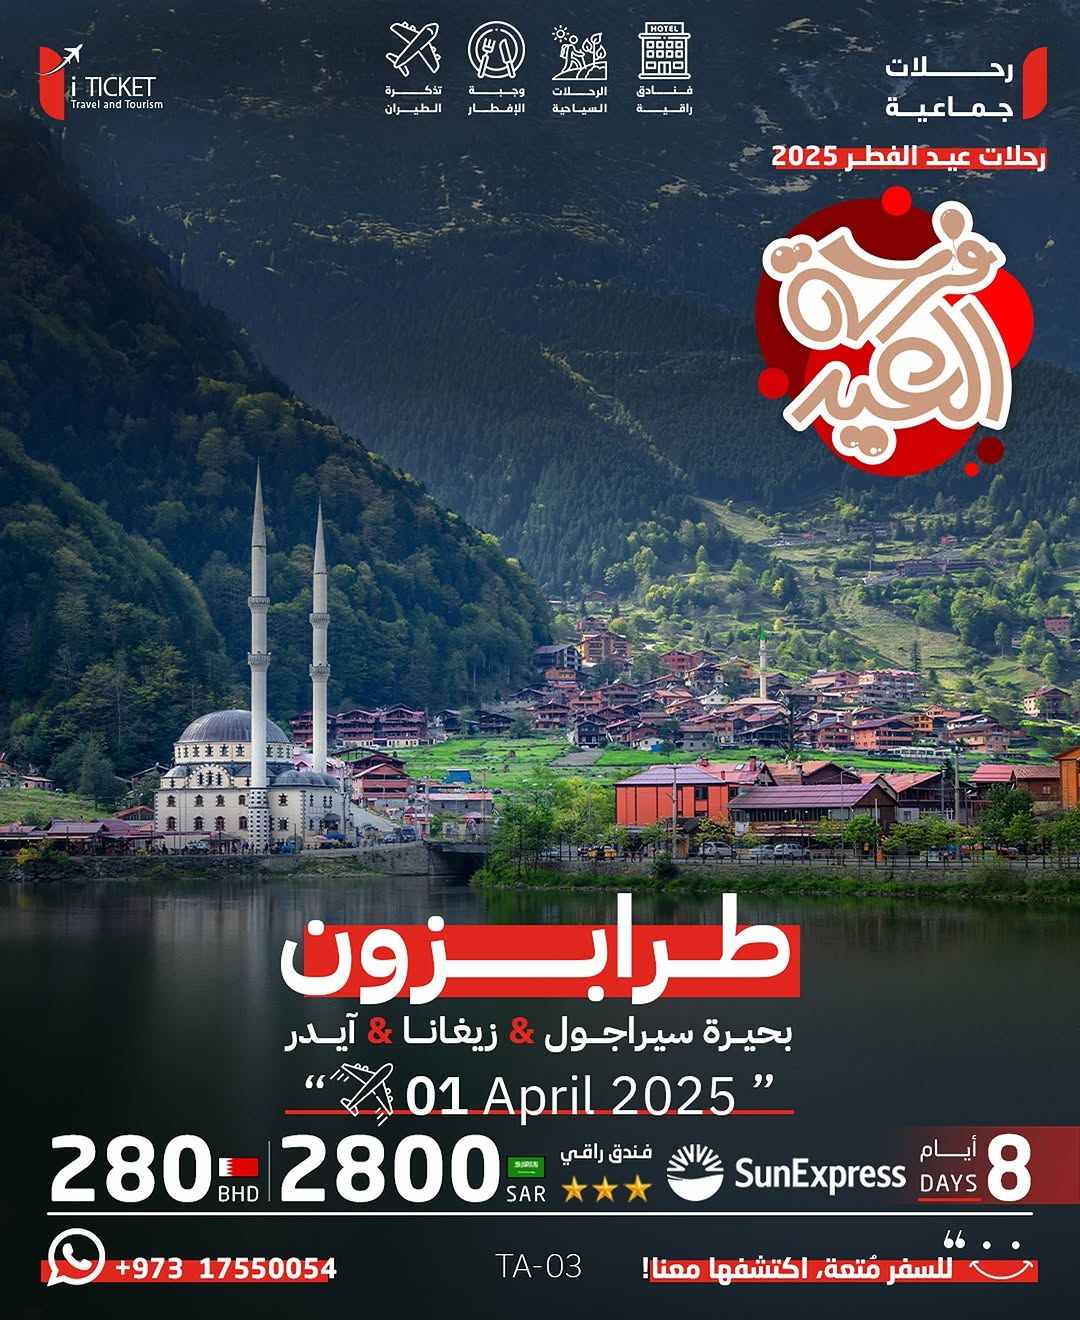 i TICKET
Travel and Tourism
تذكرة
الطيران
وجبة
الإفطار
الرحلات
السياحية
HOTEL
فنادق
راقية
رحلات
جماعية
رحلات عيد الفطر 2025
فرحة
العيد
طرابزون
بحيرة سيراجول & زيغانا & آيدر
“ 01 April 2025 ”
280 BHD
2800 SAR
فندق راقي
SunExpress
أيام
8 DAYS
+973 17550054
TA-03
للسفر مُتعة، اكتشفها معنا!